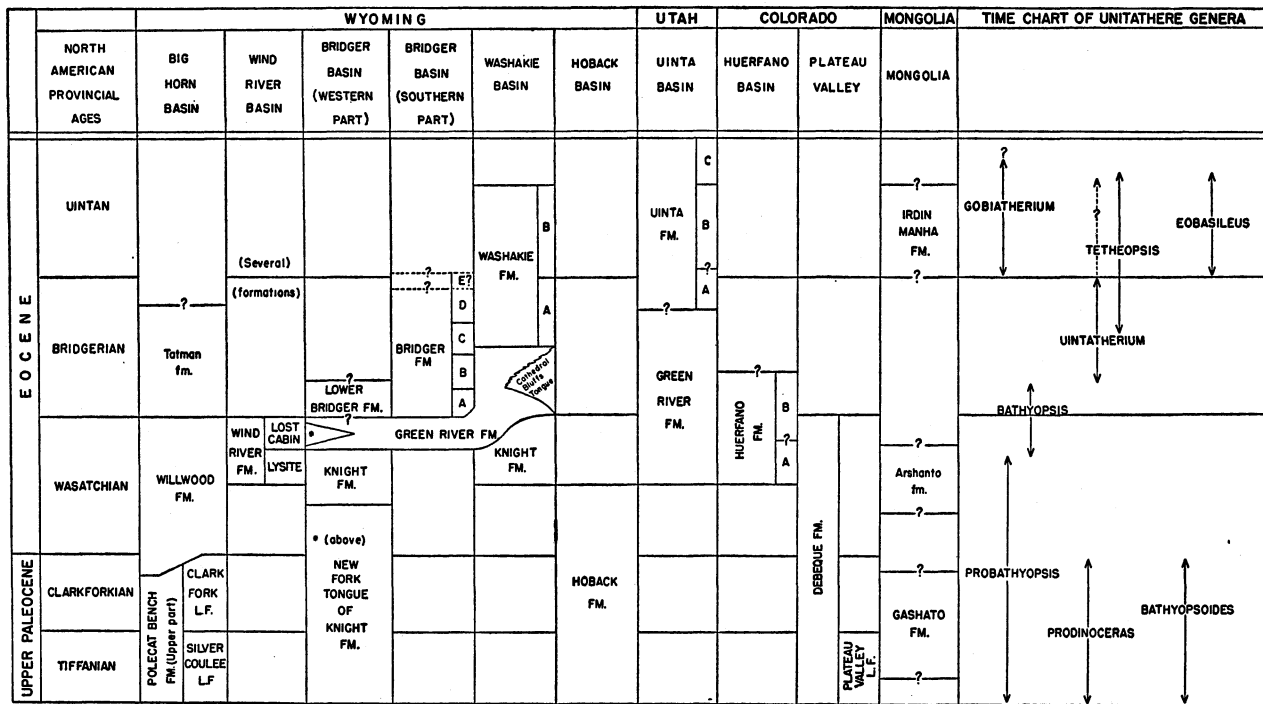 WYOMING
UTAH
COLORADO
MONGOLIA
TIME CHART OF UNITATHERE GENERA
NORTH
AMERICAN
PROVINCIAL
AGES
BIG
HORN
BASIN
WIND
RIVER
BASIN
BRIDGER
BASIN
(WESTERN
PART)
BRIDGER
BASIN
(SOUTHERN
PART)
WASHAKIE
BASIN
HOBACK
BASIN
UINTA
BASIN
HUERFANO
BASIN
PLATEAU
VALLEY
MONGOLIA
EOCENE
UPPER PALEOCENE
UINTAN
BRIDGERIAN
WASATCHIAN
CLARKFORKIAN
TIFFANIAN
?
Tatman
fm.
WILLWOOD
FM.
POLECAT BENCH
FM. (Upper part)
CLARK
FORK
L.F.
SILVER
COULEE
L.F
(Several)
(formations)
WIND
RIVER
FM.
LOST
CABIN
LYSITE
?
LOWER
BRIDGER FM.
?
*
GREEN RIVER FM.
KNIGHT
FM.
* (above)
NEW
FORK
TONGUE
OF
KNIGHT
FM.
?
?
BRIDGER
FM
E?
D
C
B
A
WASHAKIE
FM.
B
A
Cathedral
Bluffs
Tongue
KNIGHT
FM.
HOBACK
FM.
UINTA
FM.
C
B
?
A
?
GREEN
RIVER
FM.
?
HUERFANO
FM.
B
?
A
DEBEQUE FM.
PLATEAU
VALLEY
L.F.
?
IRDIN
MANHA
FM.
?
?
Arshanto
fm.
?
?
GASHATO
FM.
?
?
GOBIATHERIUM
?
TETHEOPSIS
EOBASILEUS
UINTATHERIUM
BATHYOPSIS
PROBATHYOPSIS
PRODINOCERAS
BATHYOPSOIDES